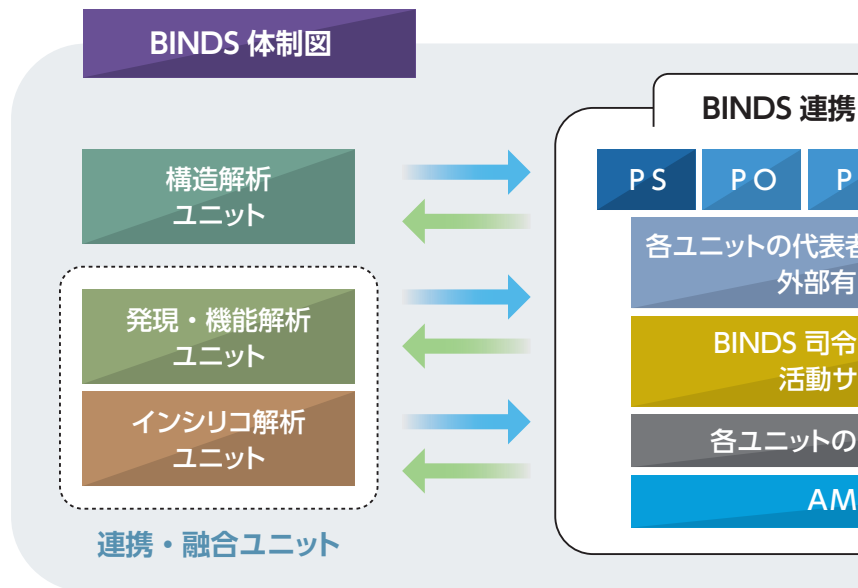 BINDS 体制図
構造解析
ユニット
発現・機能解析
ユニット
インシリコ解析
ユニット
連携・融合ユニット
BINDS 連携
PS
PO
P
各ユニットの代表者
外部有
BINDS 司令
活動サ
各ユニットの
AM